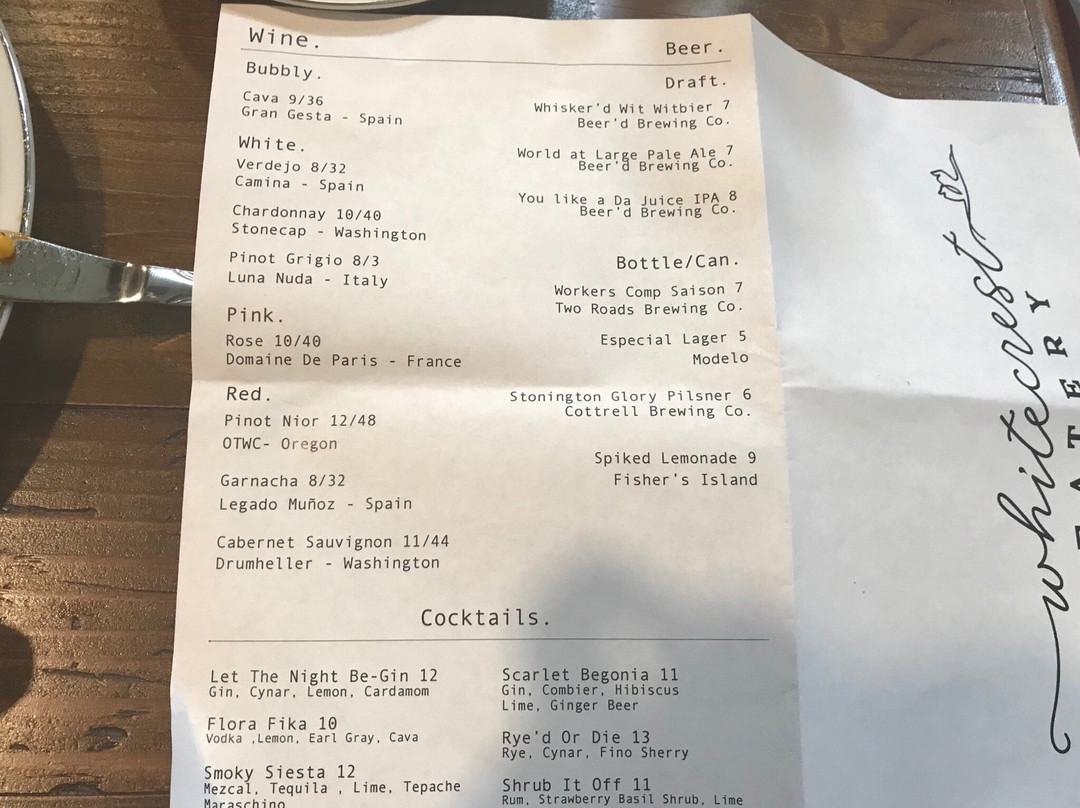 Wine.
Bubbly.
Cava 9/36
Gran Gesta - Spain
White.
Verdejo 8/32
Camina - Spain
Chardonnay 10/40
Stonecap - Washington
Pinot Grigio 8/3
Luna Nuda - Italy
Pink.
Rose 10/40
Domaine De Paris - France
Red.
Pinot Nior 12/48
OTWC- Oregon
Garnacha 8/32
Legado Muñoz - Spain
Cabernet Sauvignon 11/44
Drumheller - Washington
Beer.
Draft.
Whisker'd Wit Witbier 7
Beer'd Brewing Co.
World at Large Pale Ale 7
Beer'd Brewing Co.
You like a Da Juice IPA 8
Beer'd Brewing Co.
Bottle/Can.
Workers Comp Saison 7
Two Roads Brewing Co.
Especial Lager 5
Modelo
Stonington Glory Pilsner 6
Cottrell Brewing Co.
Spiked Lemonade 9
Fisher's Island
Cocktails.
Let The Night Be-Gin 12
Gin, Cynar, Lemon, Cardamom
Flora Fika 10
Vodka ,Lemon, Earl Gray, Cava
Smoky Siesta 12
Mezcal, Tequila , Lime, Tepache
Maraschino
Scarlet Begonia 11
Gin, Combier, Hibiscus
Lime, Ginger Beer
Rye'd Or Die 13
Rye, Cynar, Fino Sherry
Shrub It Off 11
Rum, Strawberry Basil Shrub, Lime
whitecrest
EATERY